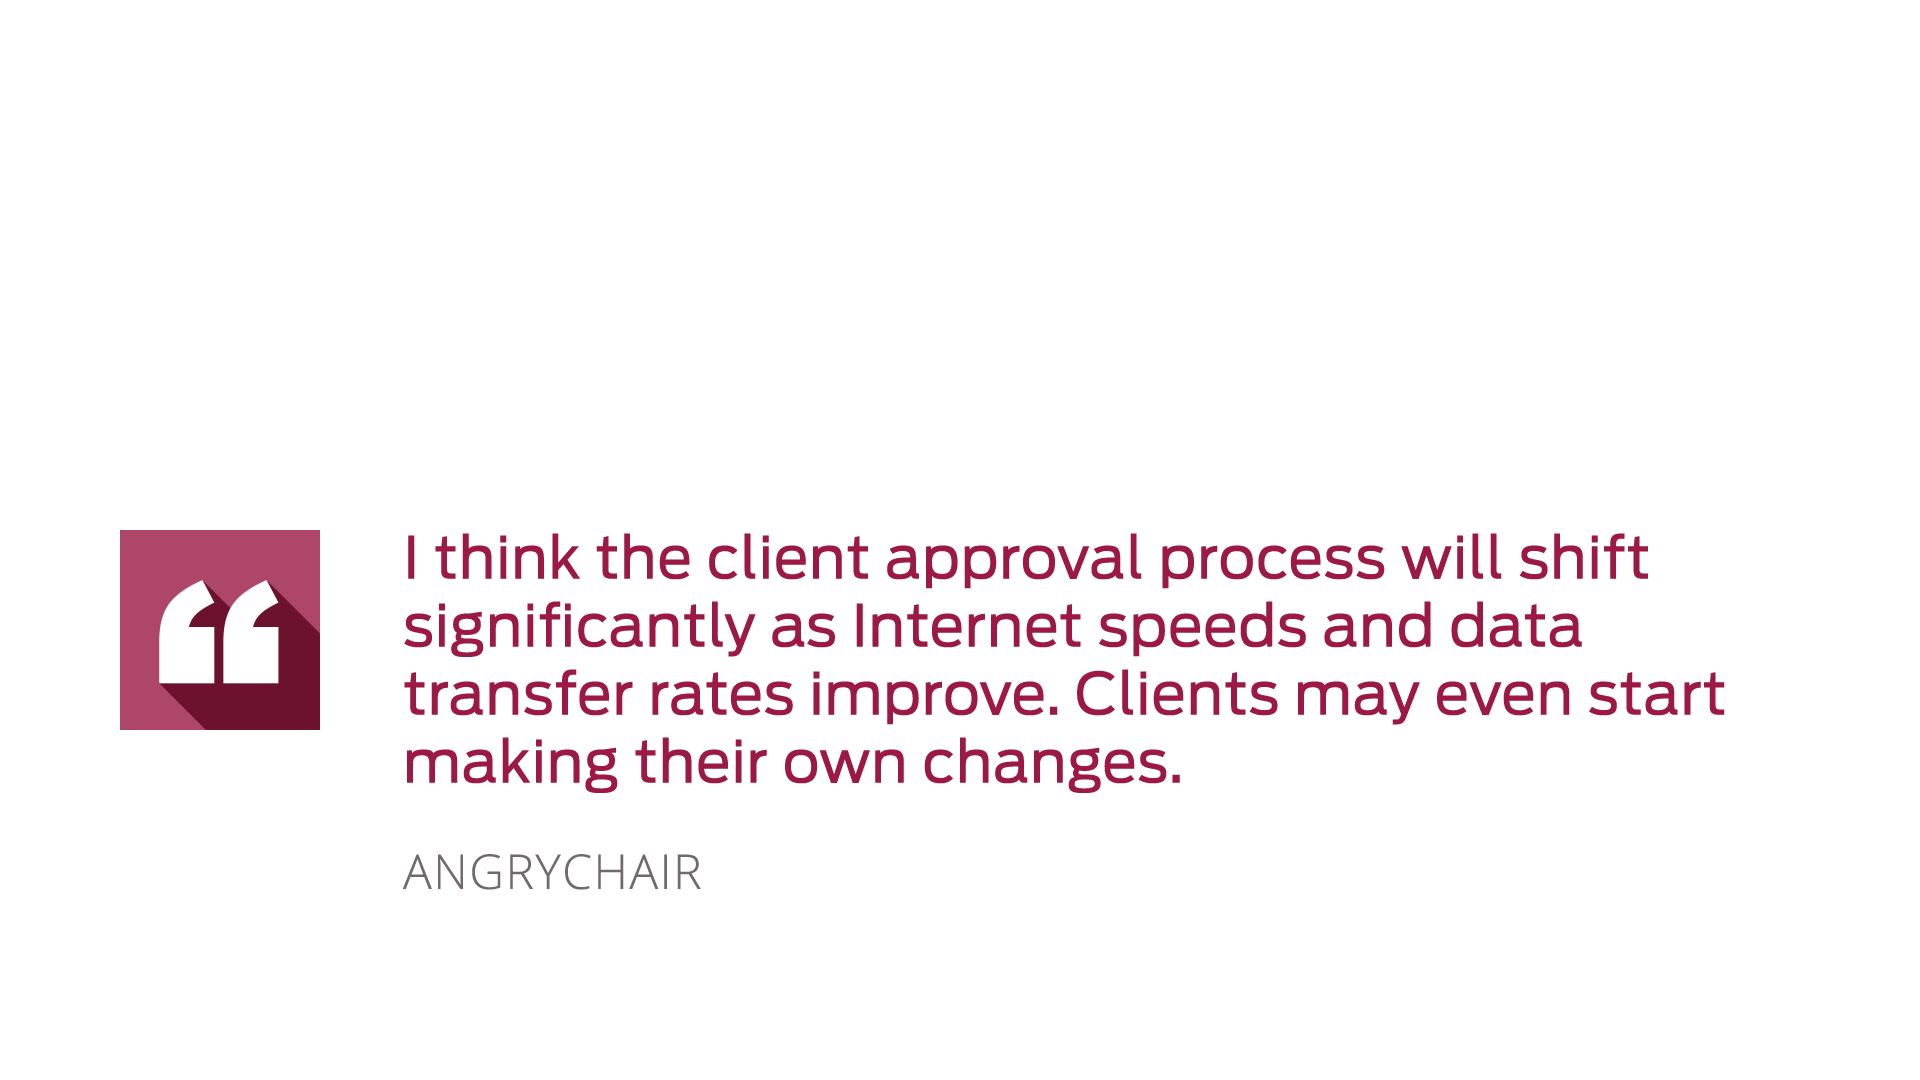 I think the client approval process will shift
significantly as Internet speeds and data
transfer rates improve. Clients may even start
making their own changes.
ANGRYCHAIR